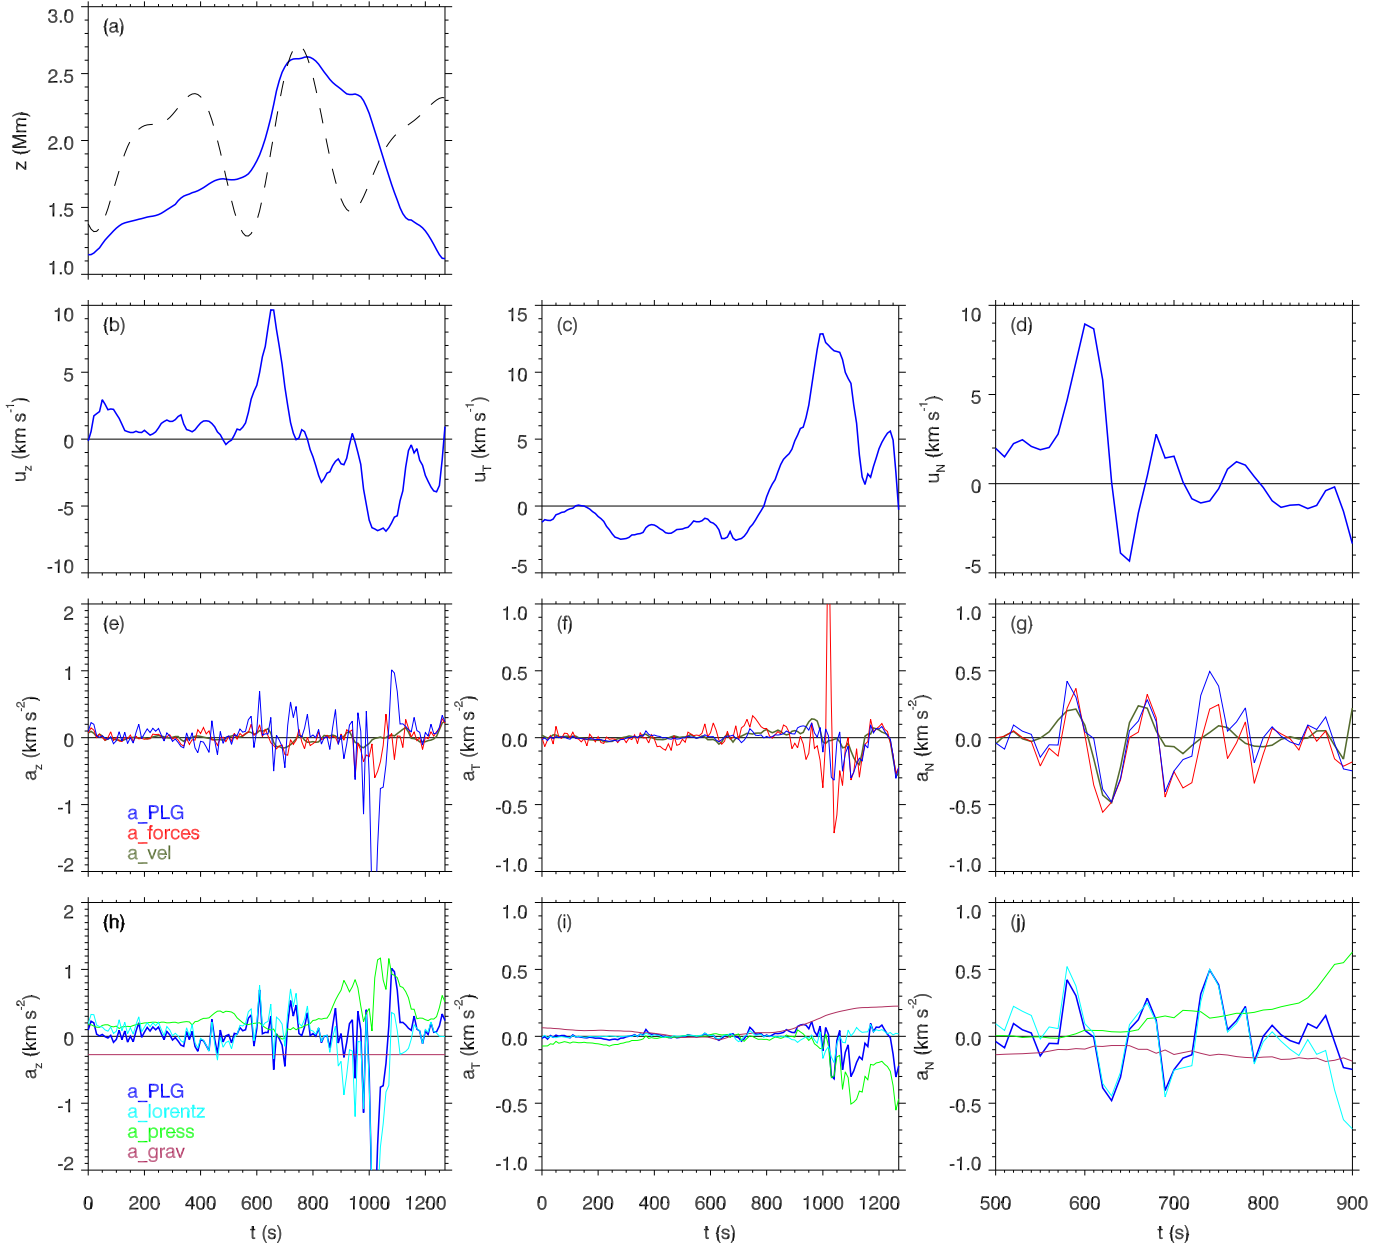 (a)
3.0
2.5
2.0
1.5
1.0
z (Mm)
(b)
10
5
0
-5
-10
u_z (km s^-1)
(c)
15
10
5
0
-5
u_T (km s^-1)
(d)
10
5
0
-5
u_N (km s^-1)
(e)
2
1
0
-1
-2
a_z (km s^-2)
a_PLG
a_forces
a_vel
(f)
1.0
0.5
0.0
-0.5
-1.0
a_T (km s^-2)
(g)
1.0
0.5
0.0
-0.5
-1.0
a_N (km s^-2)
(h)
2
1
0
-1
-2
a_z (km s^-2)
a_PLG
a_lorentz
a_press
a_grav
0 200 400 600 800 1000 1200
t (s)
(i)
1.0
0.5
0.0
-0.5
-1.0
a_T (km s^-2)
0 200 400 600 800 1000 1200
t (s)
(j)
1.0
0.5
0.0
-0.5
-1.0
a_N (km s^-2)
500 600 700 800 900
t (s)